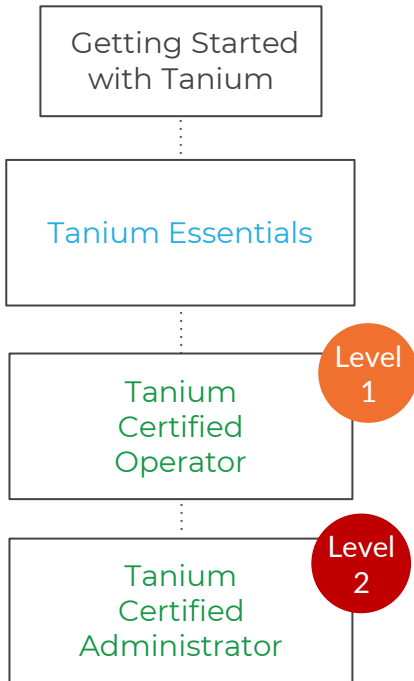 Getting Started
with Tanium
Tanium Essentials
Level
1
Tanium
Certified
Operator
Level
2
Tanium
Certified
Administrator